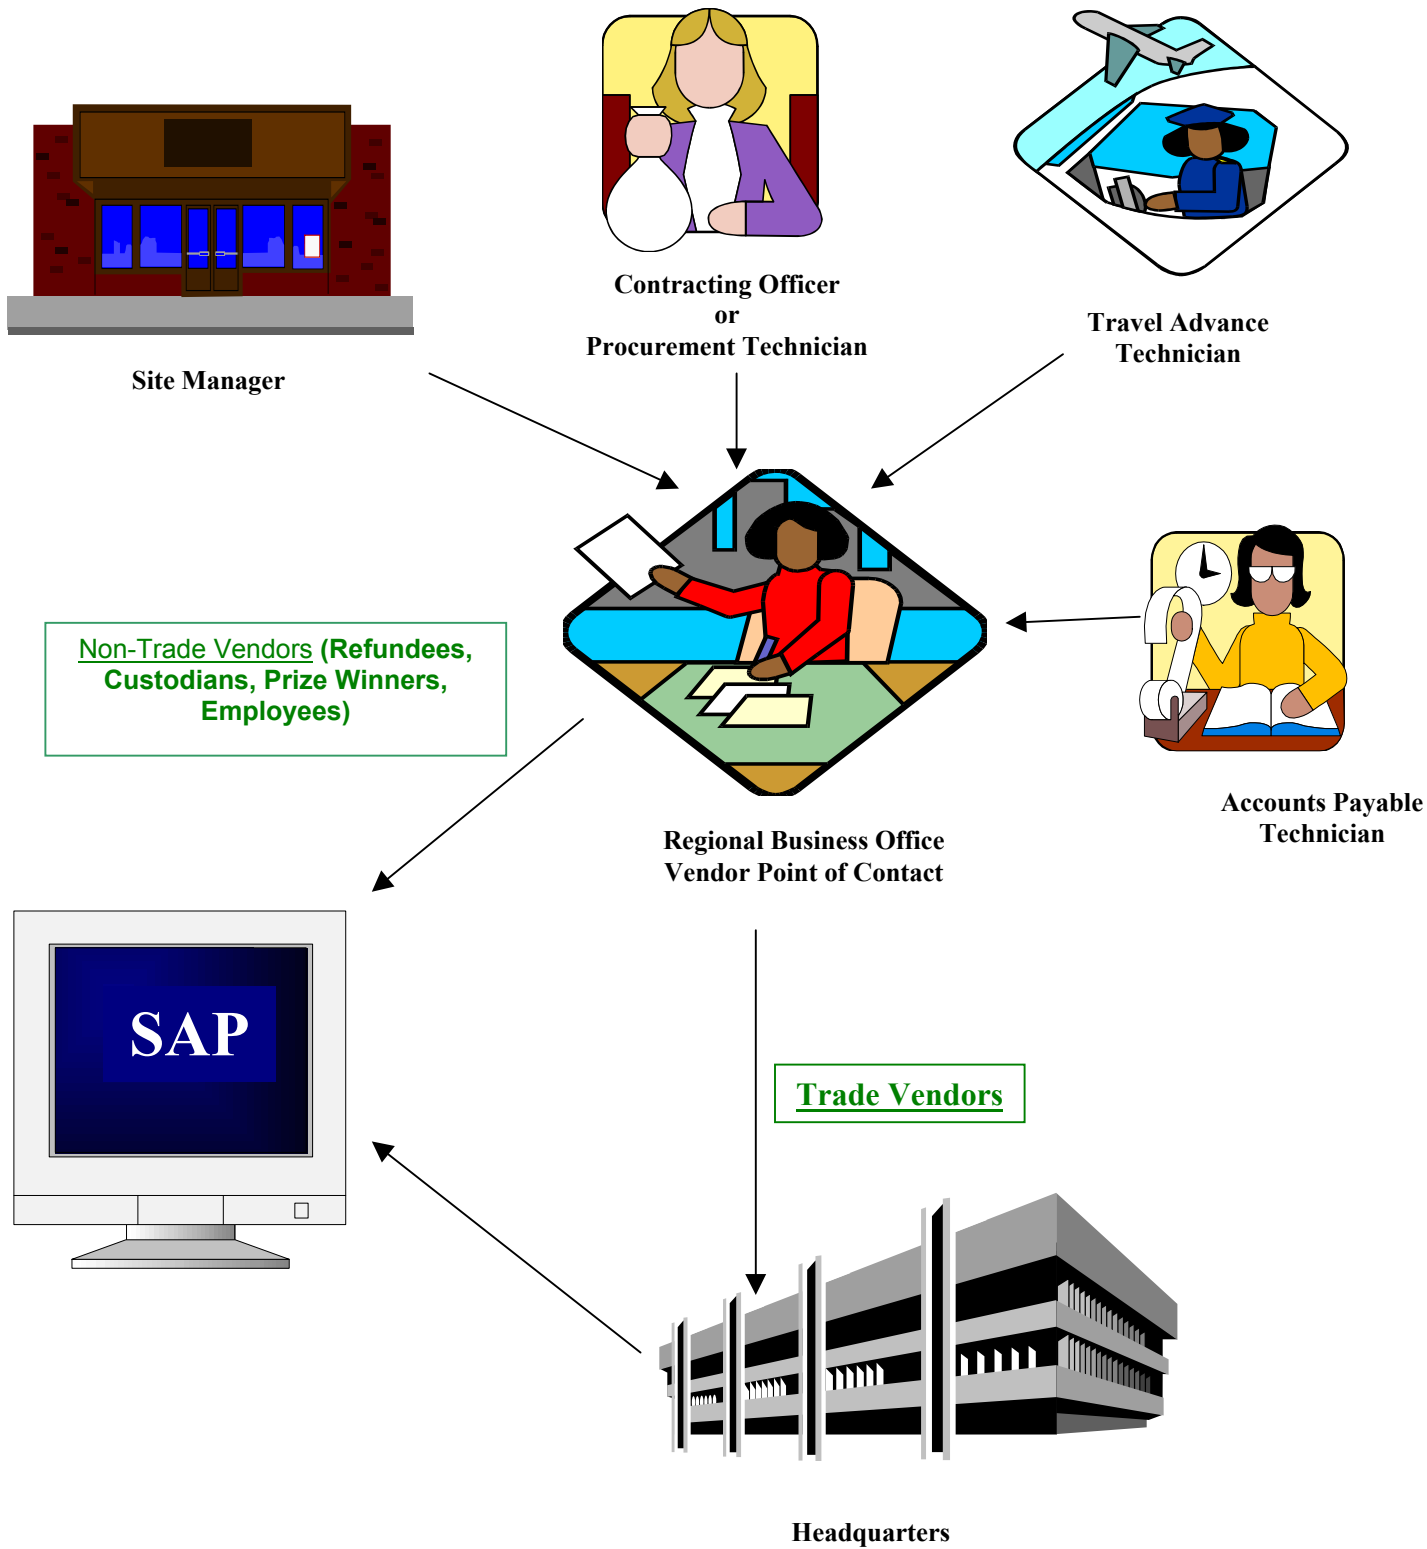 Contracting Officer
or
Procurement Technician
Travel Advance
Technician
Site Manager
Non-Trade Vendors (Refundees,
Custodians, Prize Winners,
Employees)
Accounts Payable
Technician
Regional Business Office
Vendor Point of Contact
SAP
Trade Vendors
Headquarters